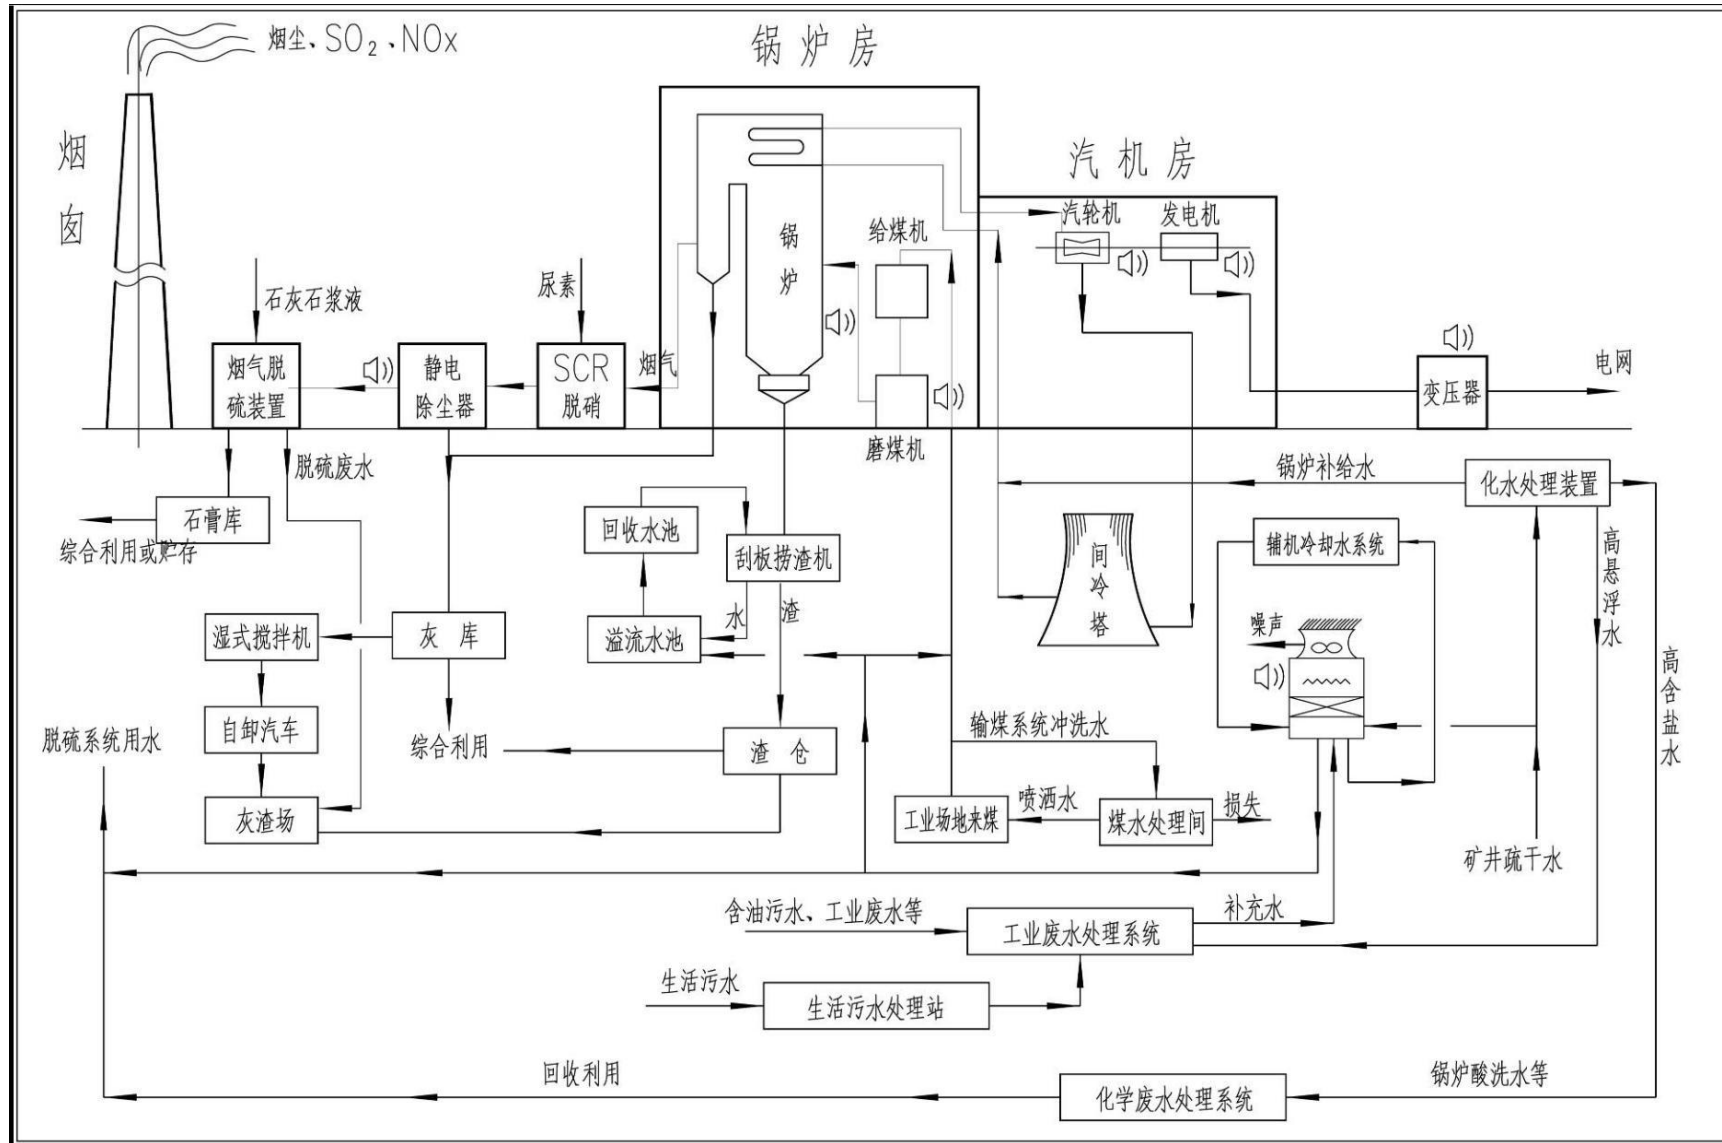 烟尘、SO₂、NOx
锅炉房
烟囱
汽机房
汽轮机
发电机
给煤机
锅炉
尿素
石灰石浆液
烟气脱
硫装置
静电
除尘器
SCR
脱硝
烟气
磨煤机
变压器
电网
脱硫废水
锅炉补给水
化水处理装置
石膏库
综合利用或贮存
回收水池
刮板捞渣机
间冷塔
辅机冷却水系统
高悬浮水
水
渣
湿式搅拌机
灰库
溢流水池
噪声
高含盐水
自卸汽车
脱硫系统用水
综合利用
渣仓
输煤系统冲洗水
灰渣场
工业场地来煤
喷洒水
煤水处理间
损失
矿井疏干水
含油污水、工业废水等
工业废水处理系统
补充水
生活污水
生活污水处理站
回收利用
化学废水处理系统
锅炉酸洗水等